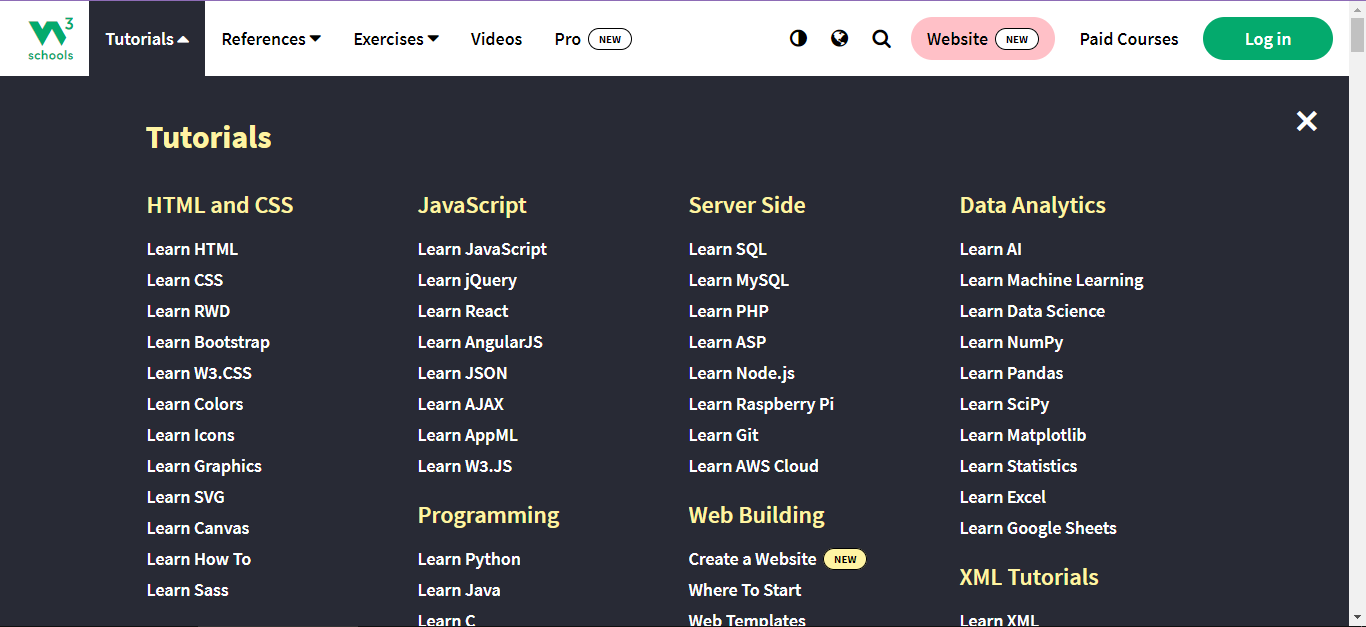 W3 schools
Tutorials
References
Exercises
Videos
Pro NEW
Website NEW
Paid Courses
Log in
Tutorials
HTML and CSS
Learn HTML
Learn CSS
Learn RWD
Learn Bootstrap
Learn W3.CSS
Learn Colors
Learn Icons
Learn Graphics
Learn SVG
Learn Canvas
Learn How To
Learn Sass
JavaScript
Learn JavaScript
Learn jQuery
Learn React
Learn AngularJS
Learn JSON
Learn AJAX
Learn AppML
Learn W3.JS
Programming
Learn Python
Learn Java
Learn C
Server Side
Learn SQL
Learn MySQL
Learn PHP
Learn ASP
Learn Node.js
Learn Raspberry Pi
Learn Git
Learn AWS Cloud
Web Building
Create a Website NEW
Where To Start
Web Templates
Data Analytics
Learn AI
Learn Machine Learning
Learn Data Science
Learn NumPy
Learn Pandas
Learn SciPy
Learn Matplotlib
Learn Statistics
Learn Excel
Learn Google Sheets
XML Tutorials
Learn XML